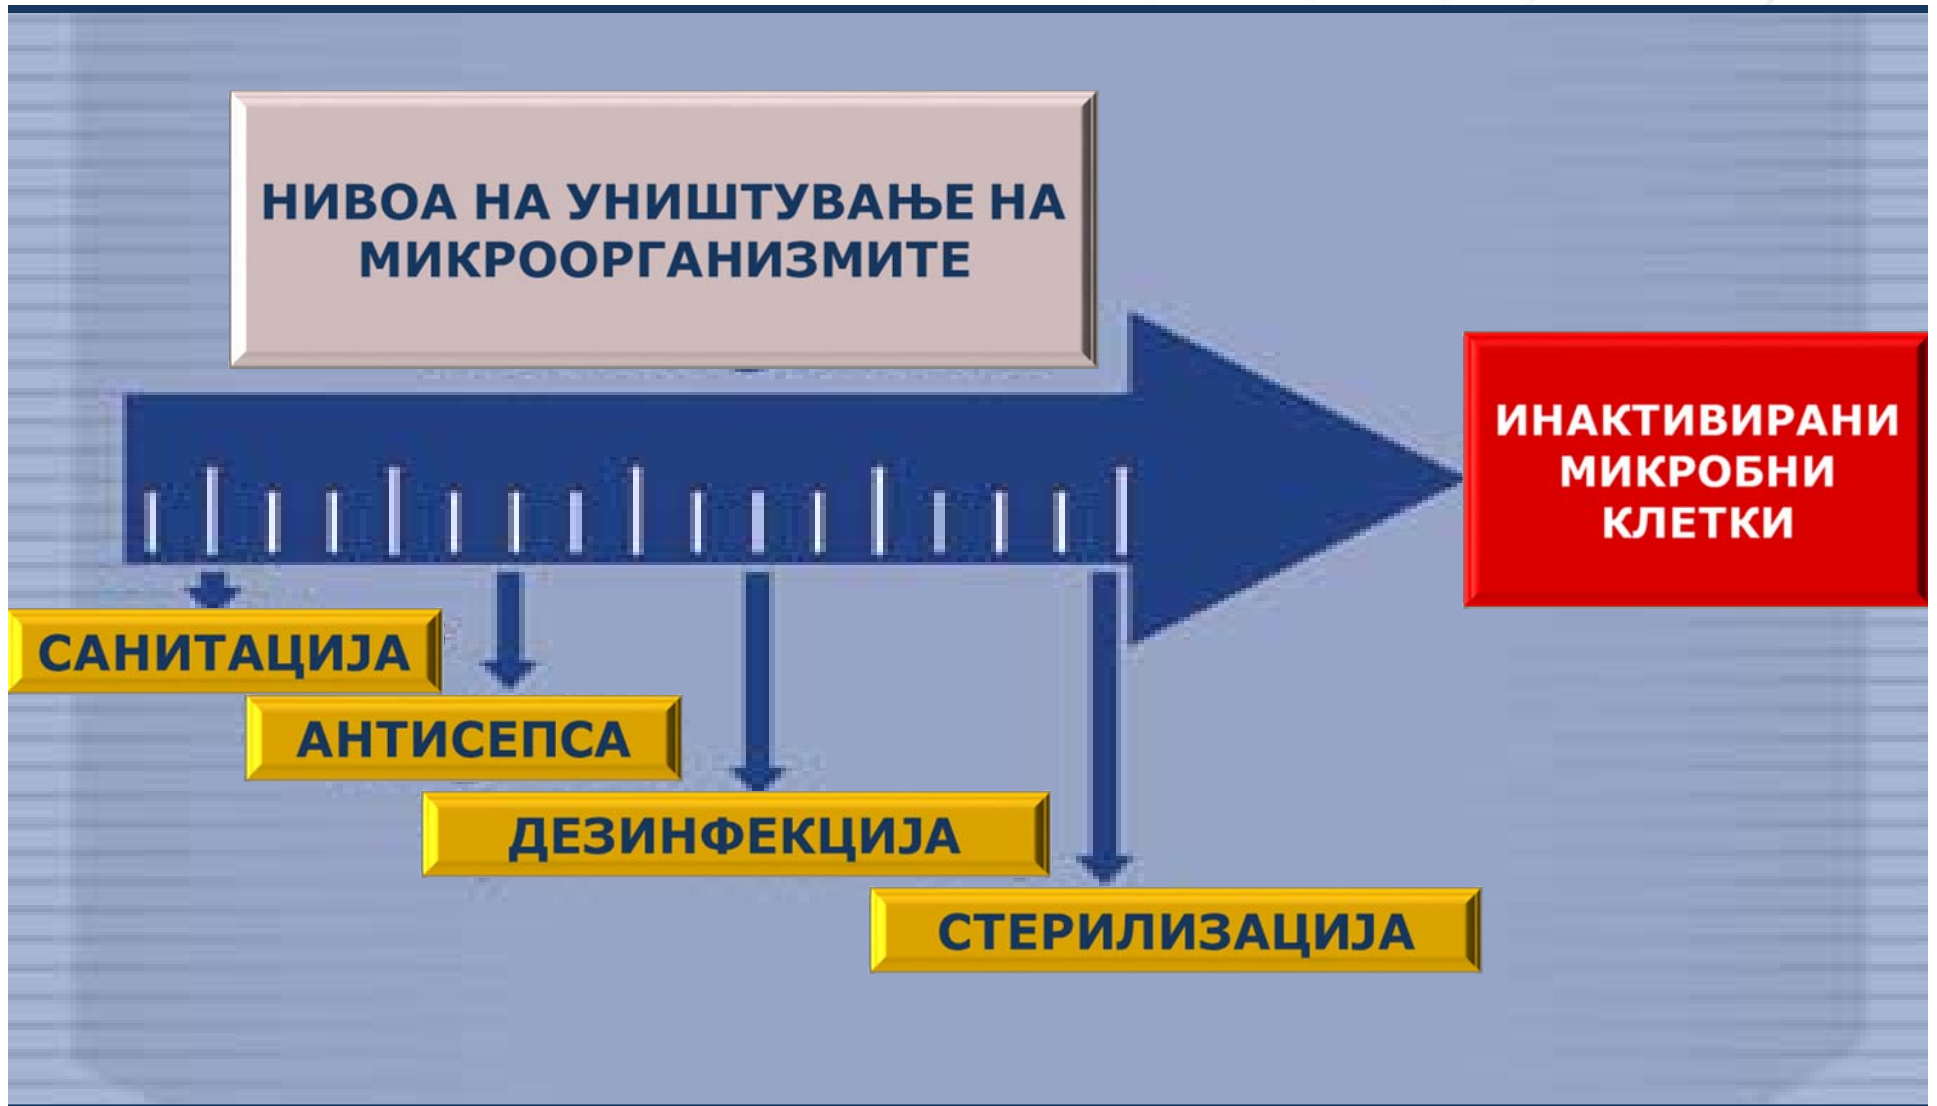 НИВОА НА УНИШТУВАЊЕ НА
МИКРООРГАНИЗМИТЕ
ИНАКТИВИРАНИ
МИКРОБНИ
КЛЕТКИ
САНИТАЦИЈА
АНТИСЕПСА
ДЕЗИНФЕКЦИЈА
СТЕРИЛИЗАЦИЈА